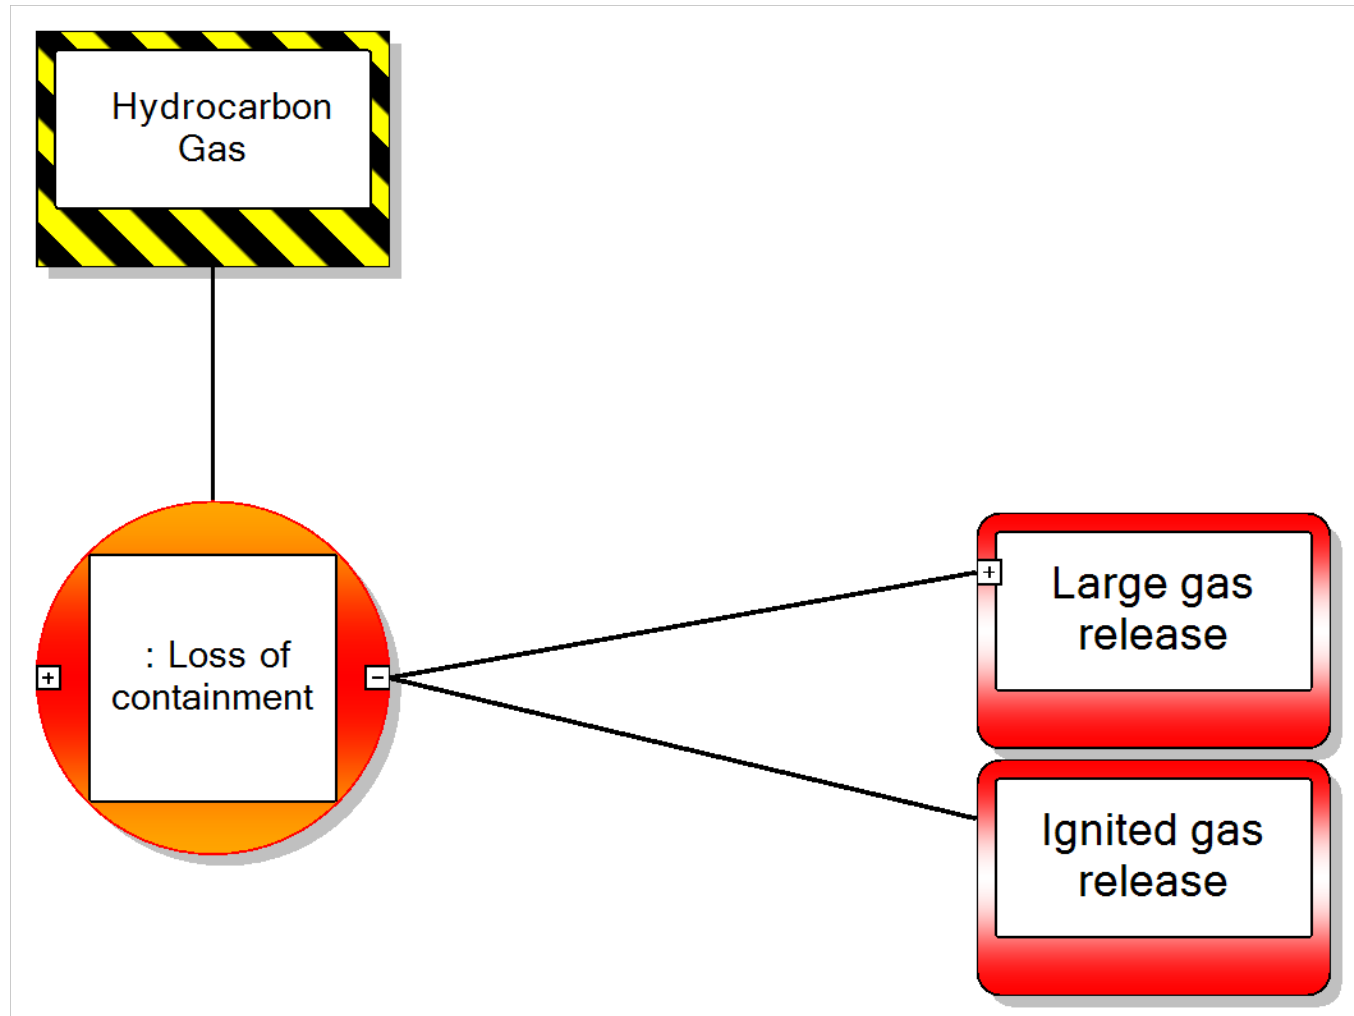 Hydrocarbon
Gas
: Loss of
containment
Large gas
release
Ignited gas
release